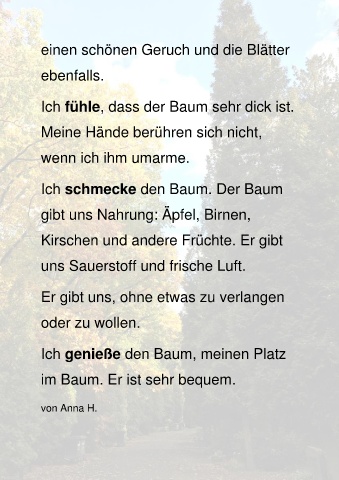 einen schönen Geruch und die Blätter
ebenfalls.
Ich fühle, dass der Baum sehr dick ist.
Meine Hände berühren sich nicht,
wenn ich ihm umarme.
Ich schmecke den Baum. Der Baum
gibt uns Nahrung: Äpfel, Birnen,
Kirschen und andere Früchte. Er gibt
uns Sauerstoff und frische Luft.
Er gibt uns, ohne etwas zu verlangen
oder zu wollen.
Ich genieße den Baum, meinen Platz
im Baum. Er ist sehr bequem.
von Anna H.